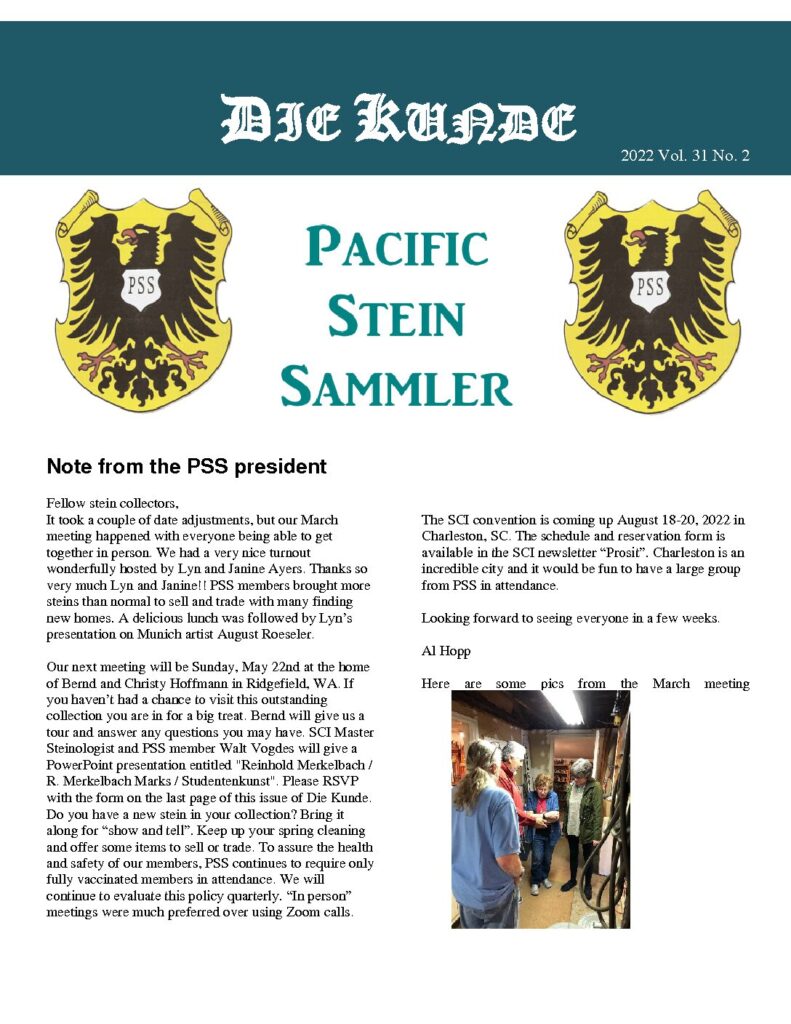 DIE KUNDE
2022 Vol. 31 No. 2
PSS
PACIFIC
STEIN
SAMMLER
PSS
Note from the PSS president
Fellow stein collectors,
It took a couple of date adjustments, but our March
meeting happened with everyone being able to get
together in person. We had a very nice turnout
wonderfully hosted by Lyn and Janine Ayers. Thanks so
very much Lyn and Janine!! PSS members brought more
steins than normal to sell and trade with many finding
new homes. A delicious lunch was followed by Lyn’s
presentation on Munich artist August Roeseler.
Our next meeting will be Sunday, May 22nd at the home
of Bernd and Christy Hoffmann in Ridgefield, WA. If
you haven’t had a chance to visit this outstanding
collection you are in for a big treat. Bernd will give us a
tour and answer any questions you may have. SCI Master
Steinologist and PSS member Walt Vogdes will give a
PowerPoint presentation entitled "Reinhold Merkelbach /
R. Merkelbach Marks / Studentenkunst". Please RSVP
with the form on the last page of this issue of Die Kunde.
Do you have a new stein in your collection? Bring it
along for “show and tell”. Keep up your spring cleaning
and offer some items to sell or trade. To assure the health
and safety of our members, PSS continues to require only
fully vaccinated members in attendance. We will
continue to evaluate this policy quarterly. “In person”
meetings were much preferred over using Zoom calls.
The SCI convention is coming up August 18-20, 2022 in
Charleston, SC. The schedule and reservation form is
available in the SCI newsletter “Prosit”. Charleston is an
incredible city and it would be fun to have a large group
from PSS in attendance.
Looking forward to seeing everyone in a few weeks.
Al Hopp
Here are some pics from the March meeting